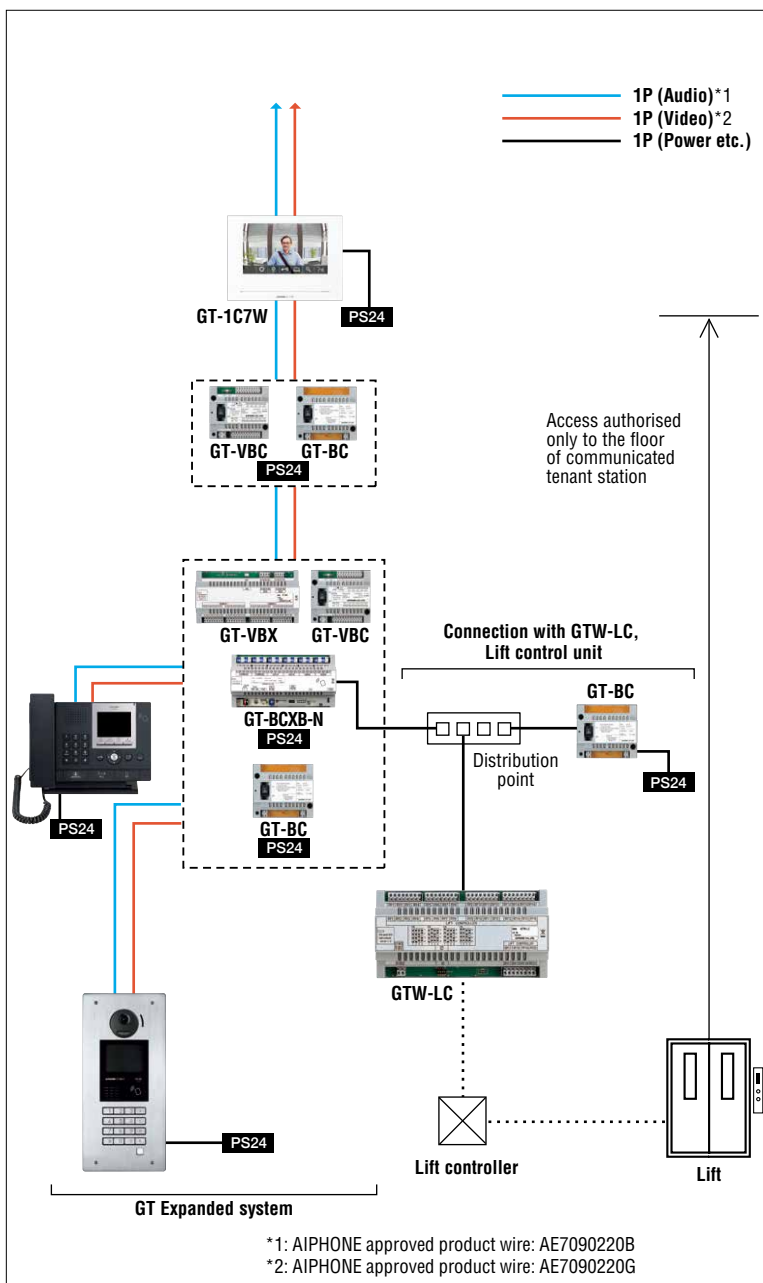 1P (Audio)*1
1P (Video)*2
1P (Power etc.)
GT-1C7W
PS24
GT-VBC
GT-BC
PS24
Access authorised
only to the floor
of communicated
tenant station
GT-VBX
GT-VBC
Connection with GTW-LC,
Lift control unit
GT-BCXB-N
PS24
GT-BC
Distribution
point
PS24
PS24
GT-BC
PS24
GTW-LC
PS24
Lift controller
Lift
GT Expanded system
*1: AIPHONE approved product wire: AE7090220B
*2: AIPHONE approved product wire: AE7090220G